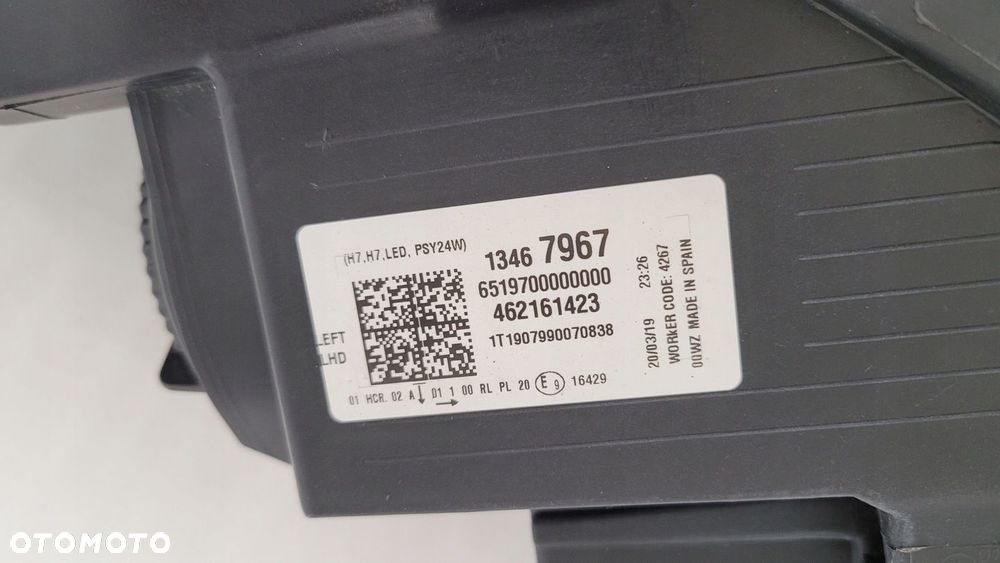 (H7,H7,LED, PSY24W)
1346 7967
6519700000000
462161423
1T1907990070838
LEFT
LHD
01 HCR. 02 A 01 1 00 RL PL 20 E 9 16429
20/03/19 23:26
WORkER CODE: 4267
00WZ MADE IN SPAIN
OTOMOTO